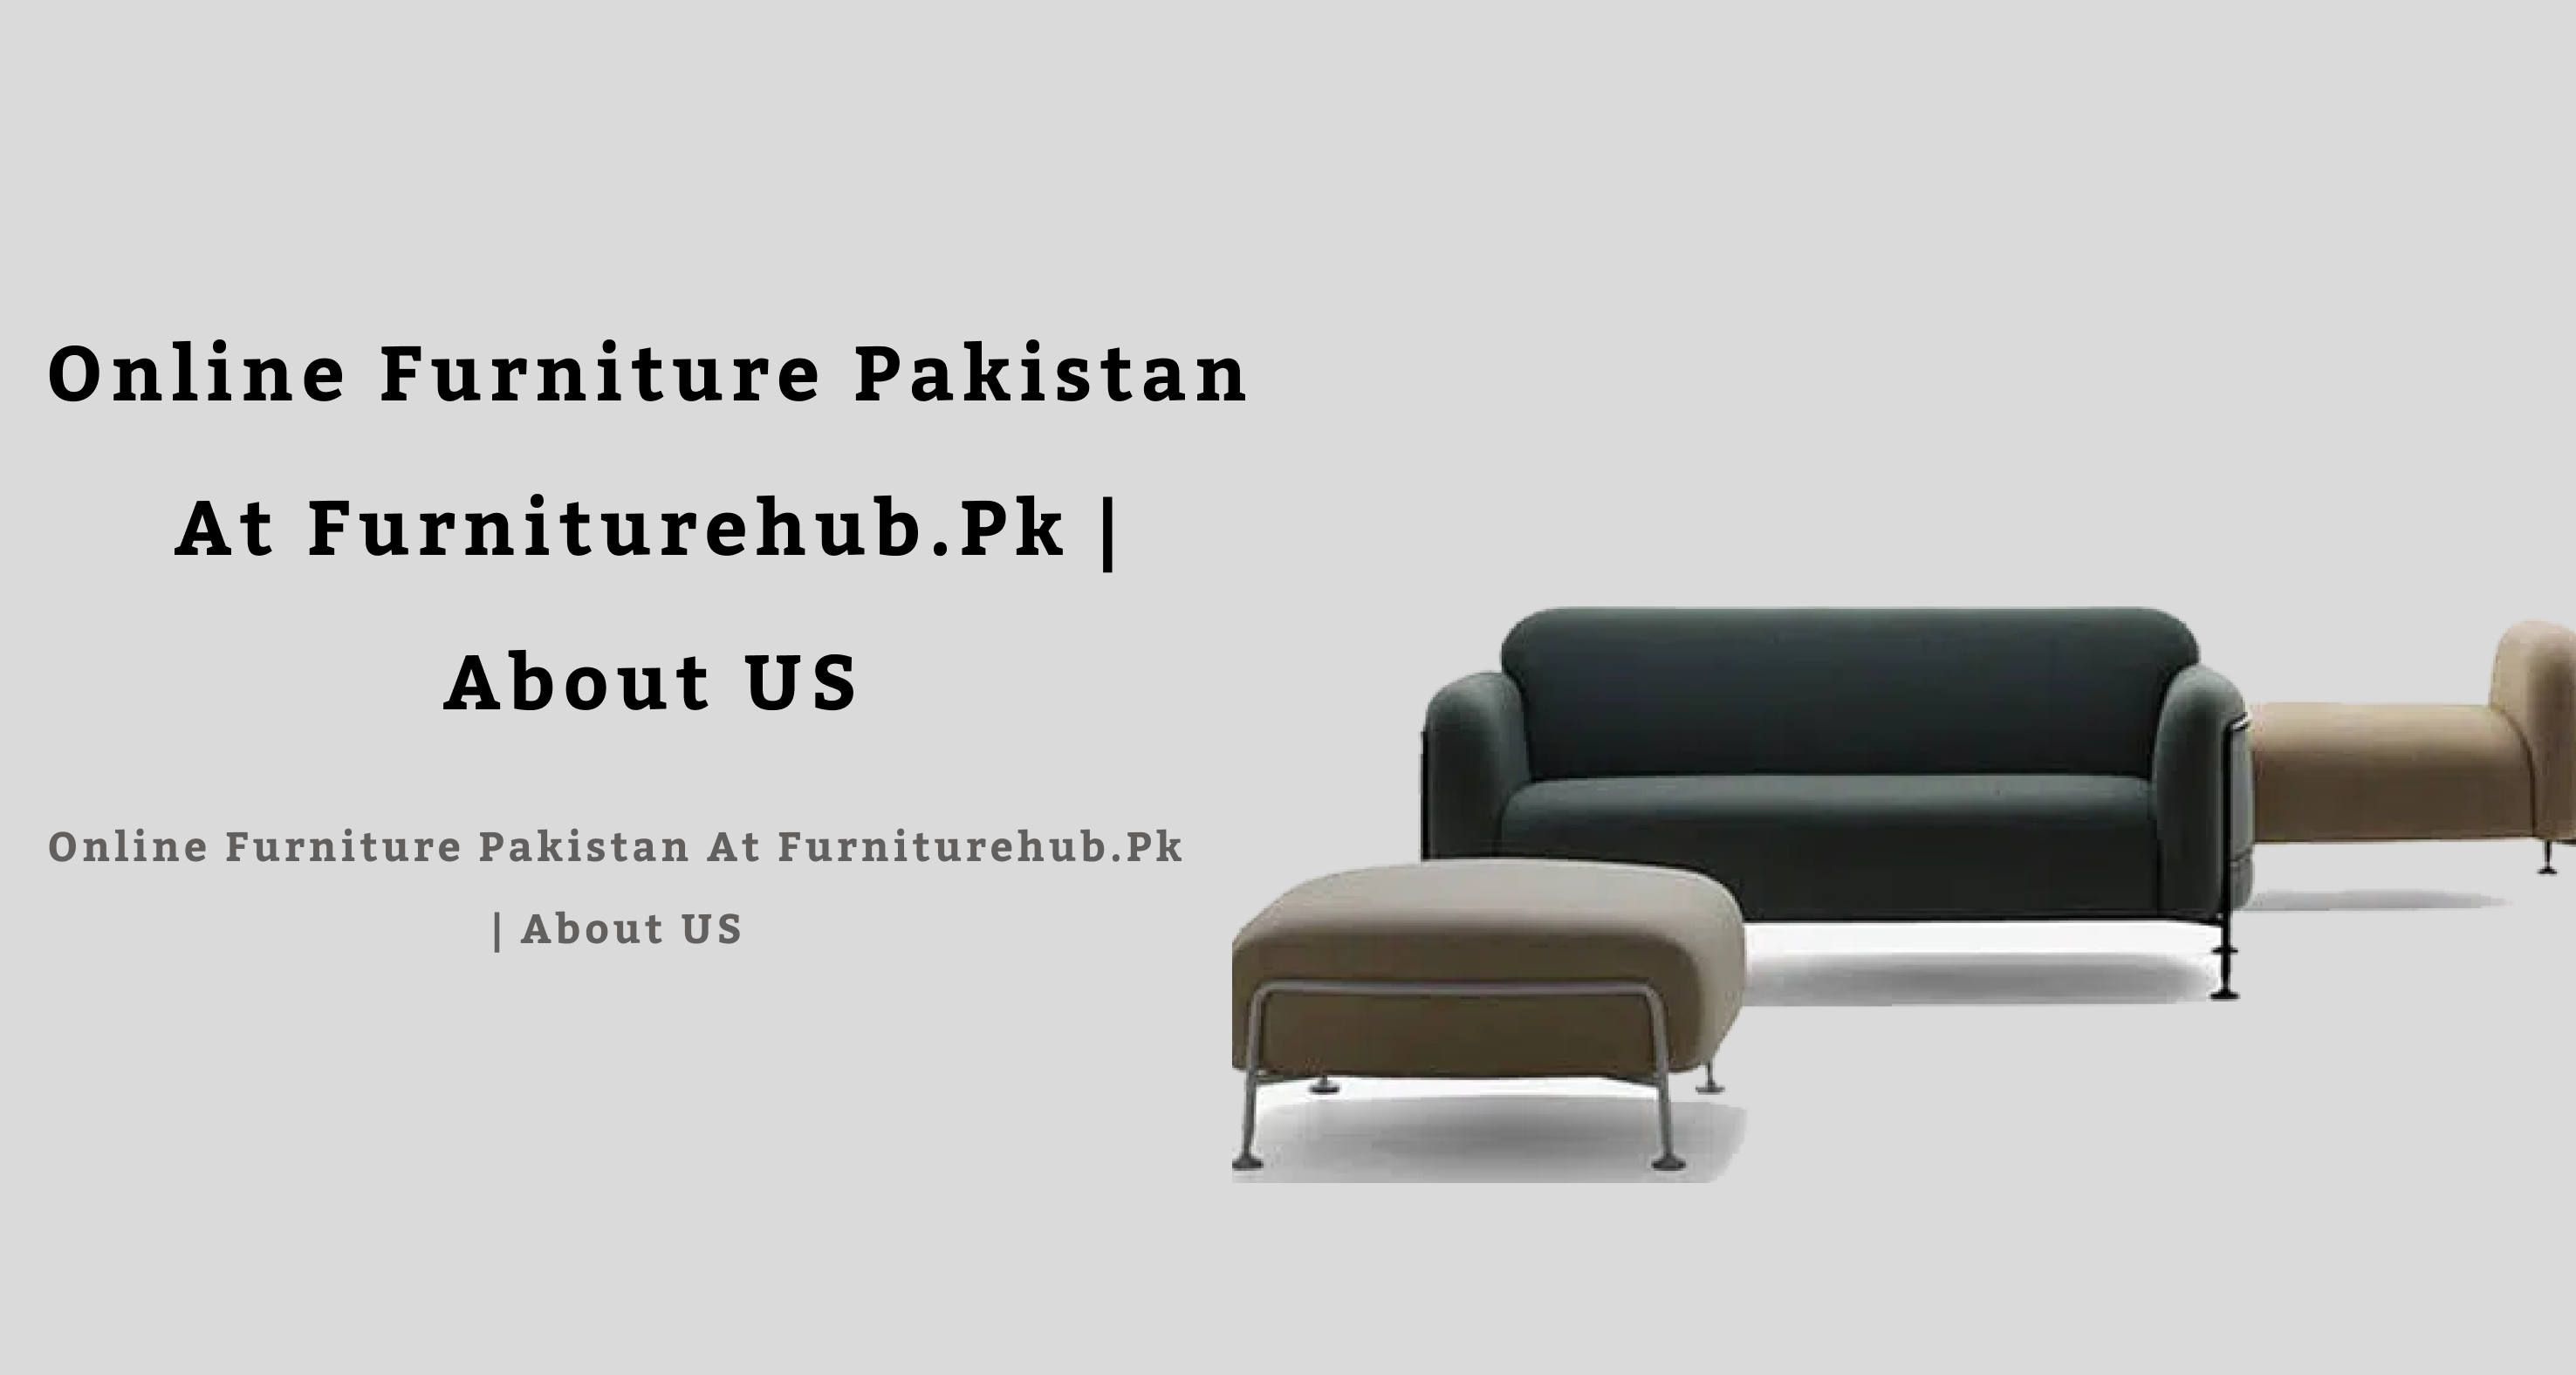 Online Furniture Pakistan
At Furniturehub.Pk |
About US
Online Furniture Pakistan At Furniturehub.Pk
| About US